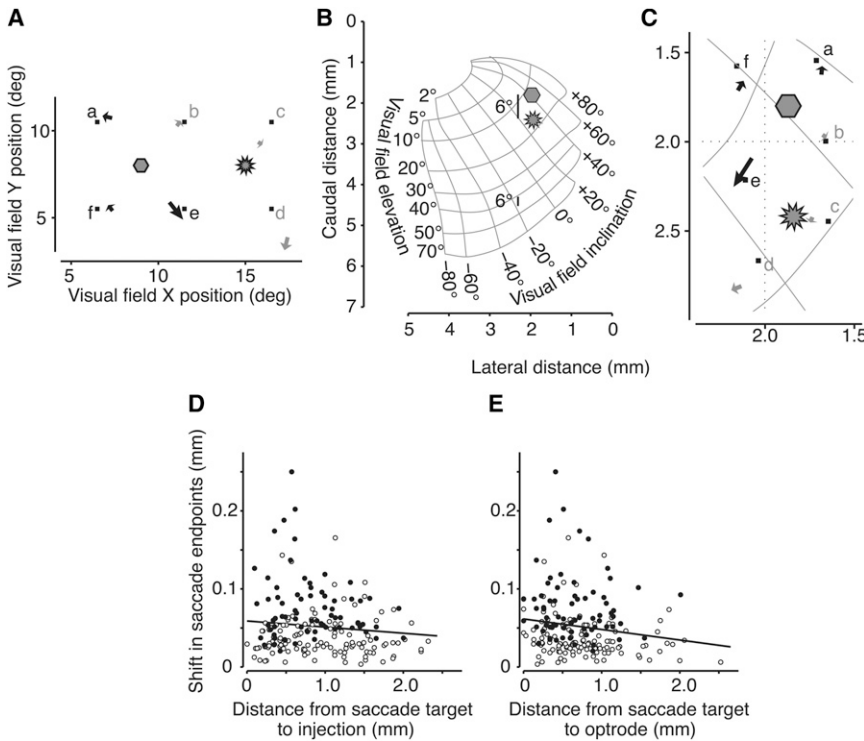 A
Visual field Y position (deg)
10
5
a
b
c
f
e
d
5
10
15
Visual field X position (deg)
B
Caudal distance (mm)
0
1
2
3
4
5
6
7
Visual field elevation
2°
5°
10°
20°
30°
40°
50°
70°
6°
6°
+80°
+60°
+40°
+20°
0°
−20°
−40°
−60°
−80°
Visual field inclination
5 4 3 2 1 0
Lateral distance (mm)
C
1.5
2.0
2.5
f
a
b
e
c
d
2.0 1.5
D
Shift in saccade endpoints (mm)
0.2
0.1
0
0 1.0 2.0
Distance from saccade target
to injection (mm)
E
0.2
0.1
0
0 1.0 2.0
Distance from saccade target
to optrode (mm)